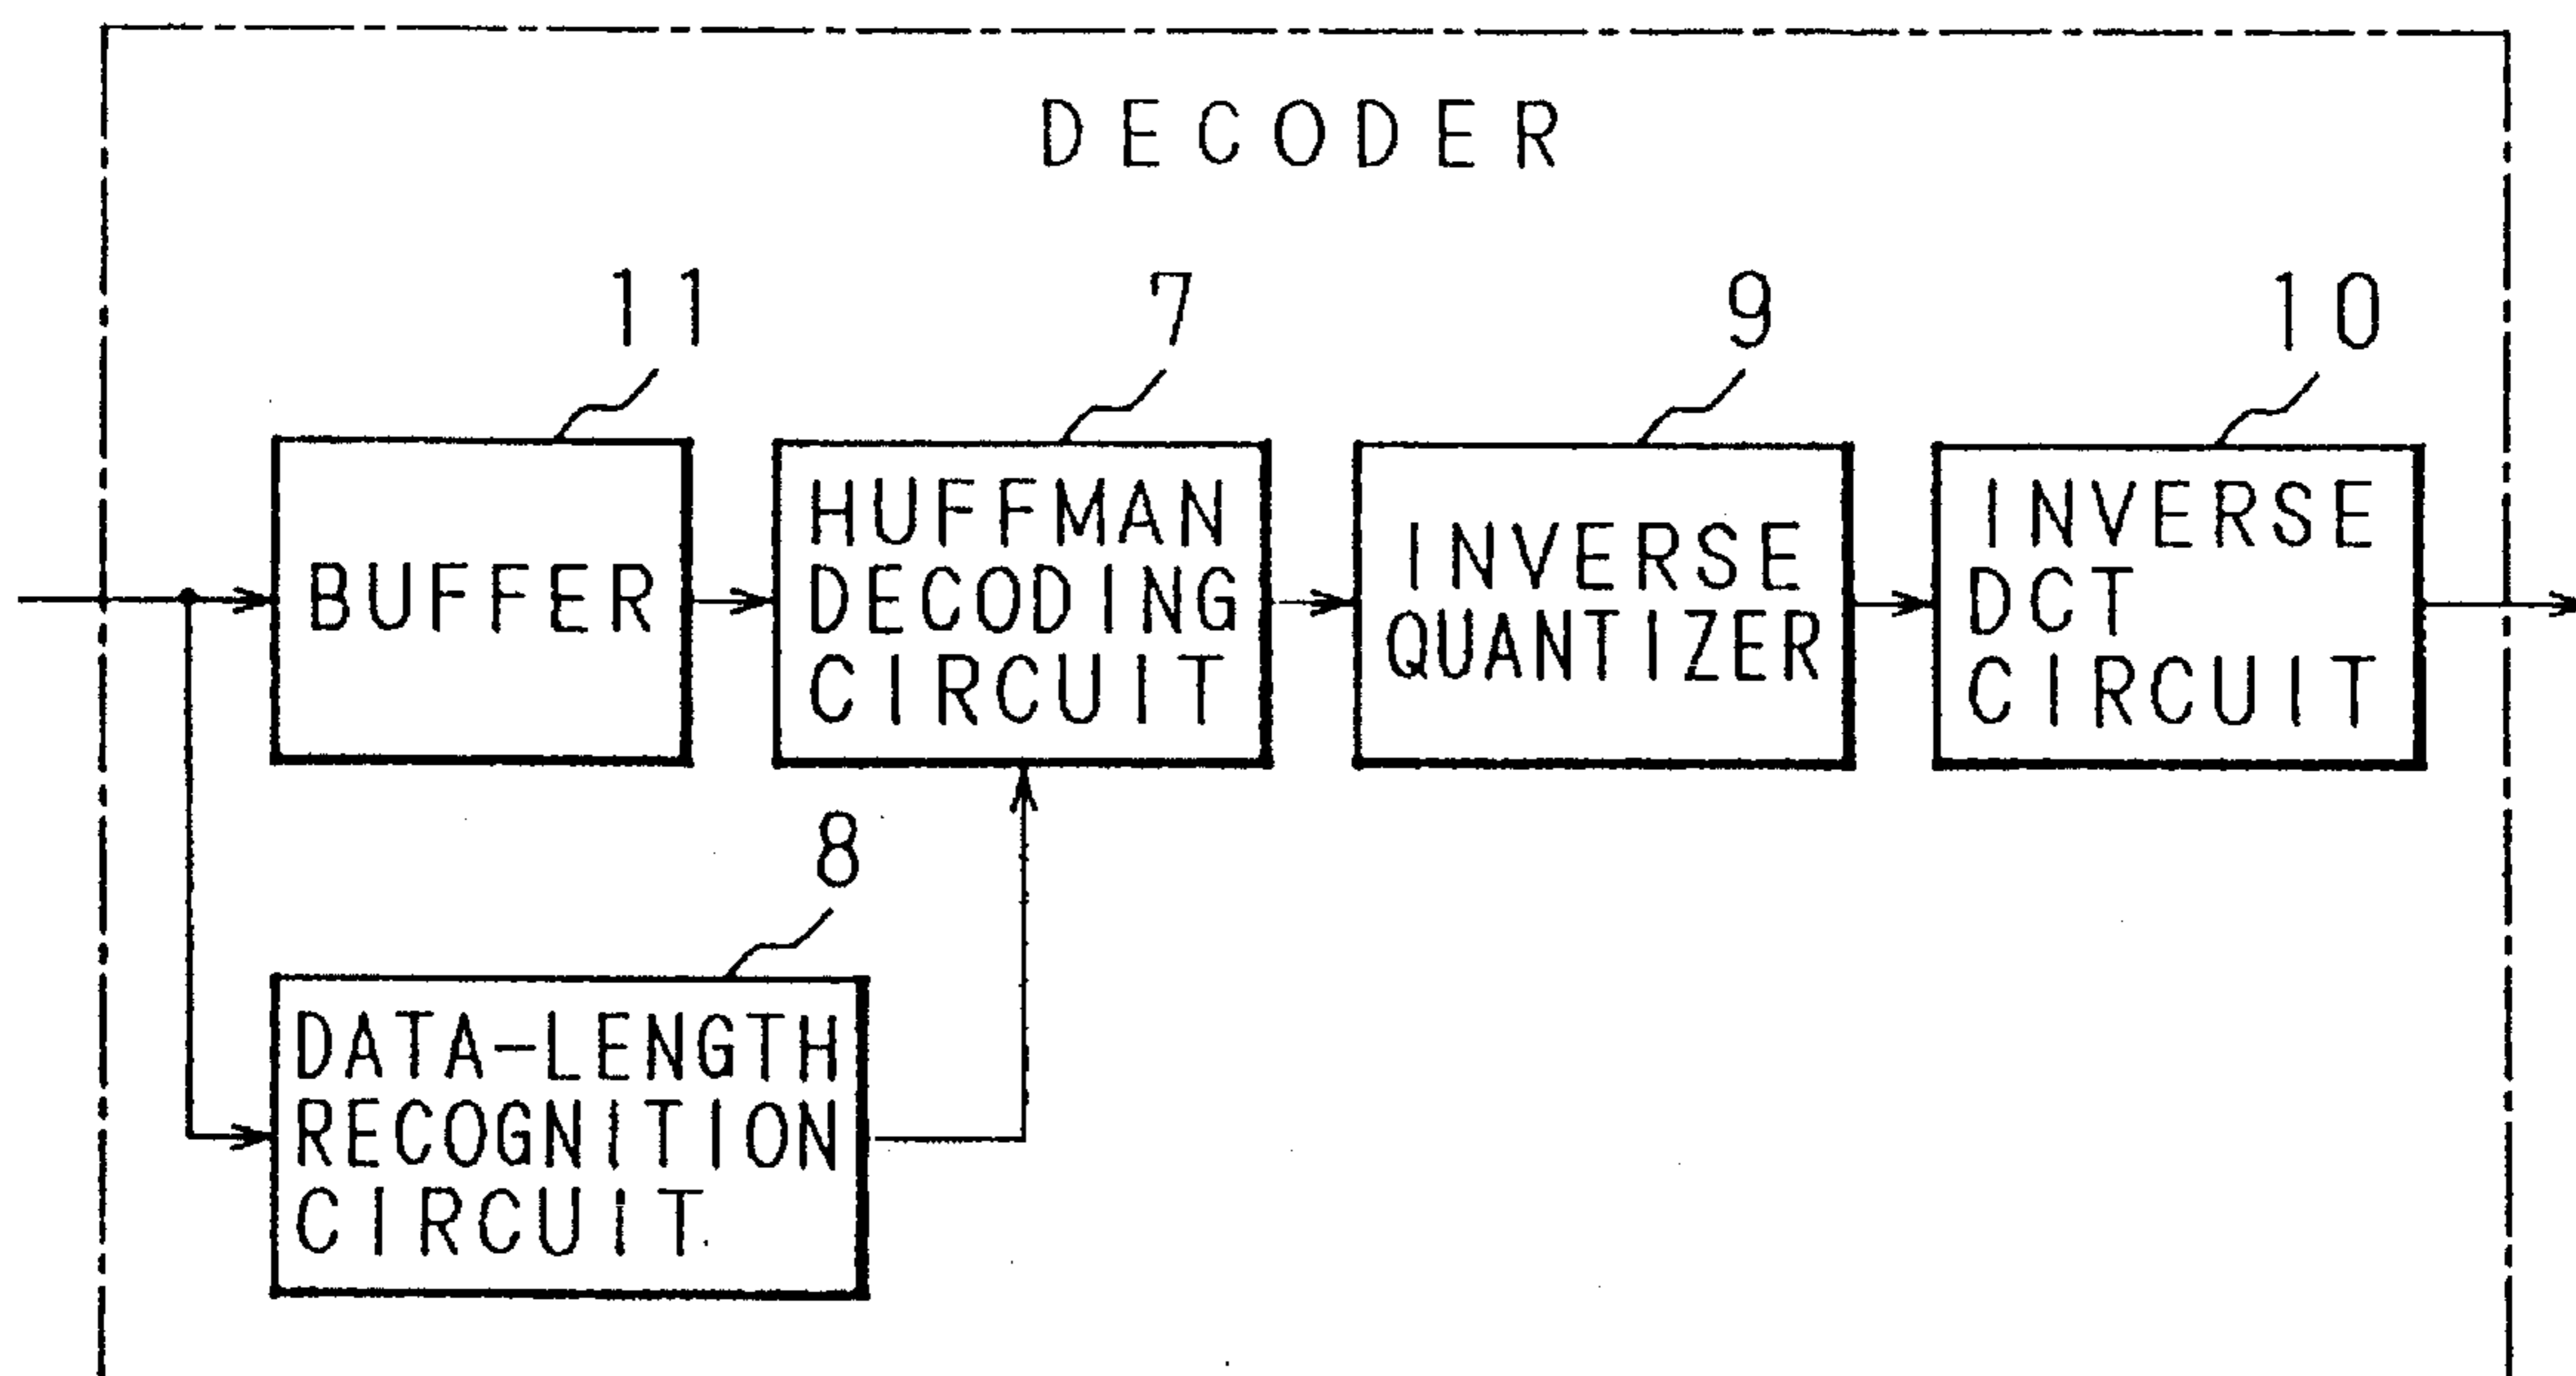 DECODER
11
7
9
10
BUFFER
HUFFMAN
DECODING
CIRCUIT
INVERSE
QUANTIZER
INVERSE
DCT
CIRCUIT
8
DATA-LENGTH
RECOGNITION
CIRCUIT